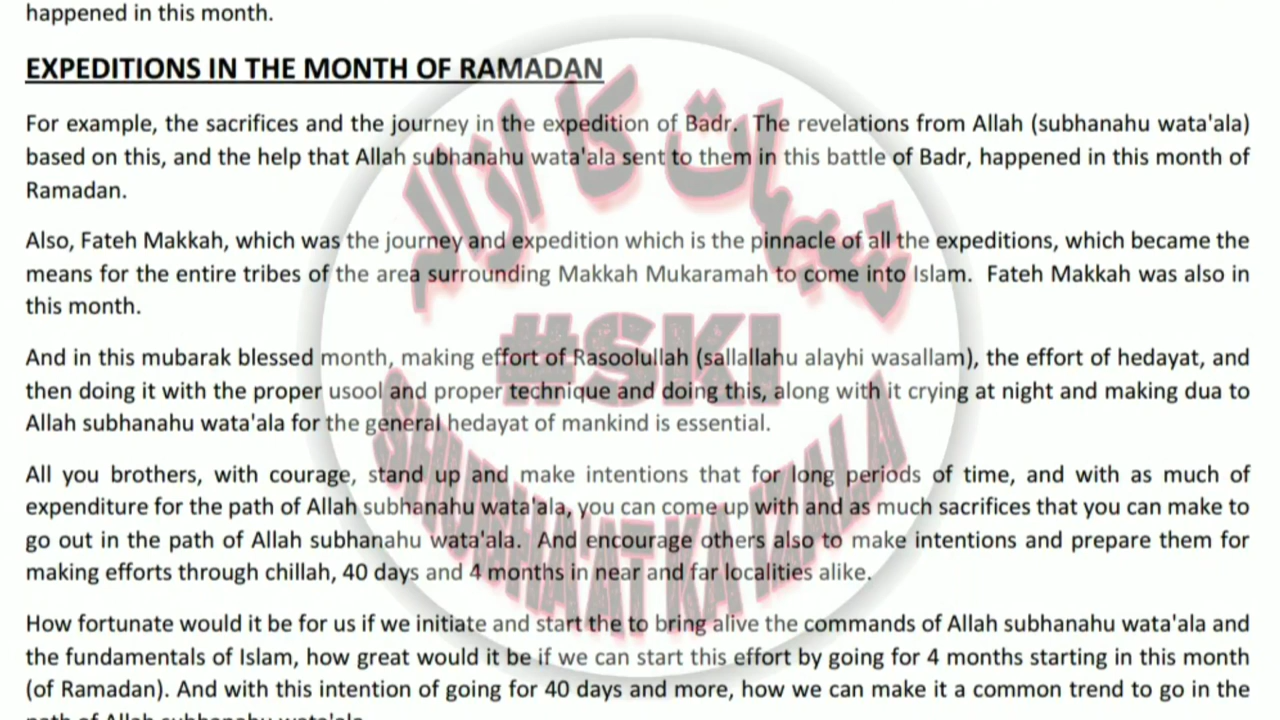 happened in this month.
EXPEDITIONS IN THE MONTH OF RAMADAN
For example, the sacrifices and the journey in the expedition of Badr. The revelations from Allah (subhanahu wata'ala)
based on this, and the help that Allah subhanahu wata'ala sent to them in this battle of Badr, happened in this month of
Ramadan.
Also, Fateh Makkah, which was the journey and expedition which is the pinnacle of all the expeditions, which became the
means for the entire tribes of the area surrounding Makkah Mukaramah to come into Islam. Fateh Makkah was also in
this month.
And in this mubarak blessed month, making effort of Rasoolullah (sallallahu alayhi wasallam), the effort of hedayat, and
then doing it with the proper usool and proper technique and doing this, along with it crying at night and making dua to
Allah subhanahu wata'ala for the general hedayat of mankind is essential.
All you brothers, with courage, stand up and make intentions that for long periods of time, and with as much of
expenditure for the path of Allah subhanahu wata'ala, you can come up with and as much sacrifices that you can make to
go out in the path of Allah subhanahu wata'ala. And encourage others also to make intentions and prepare them for
making efforts through chillah, 40 days and 4 months in near and far localities alike.
How fortunate would it be for us if we initiate and start the to bring alive the commands of Allah subhanahu wata'ala and
the fundamentals of Islam, how great would it be if we can start this effort by going for 4 months starting in this month
(of Ramadan). And with this intention of going for 40 days and more, how we can make it a common trend to go in the
path of Allah subhanahu wata'ala
شبہات کا ازالہ
#SKI
SHUBHAAT KA IZALA